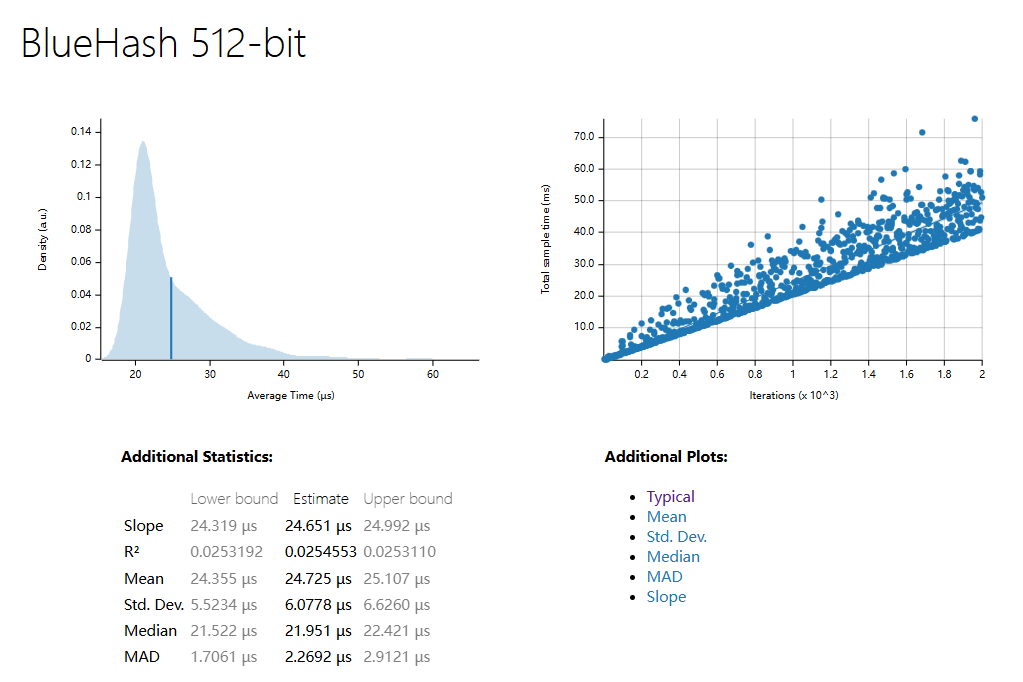 BlueHash 512-bit
Density (a.u.)
0.14
0.12
0.1
0.08
0.06
0.04
0.02
0
20 30 40 50 60
Average Time (µs)
Total sample time (ms)
70.0
60.0
50.0
40.0
30.0
20.0
10.0
0.2 0.4 0.6 0.8 1 1.2 1.4 1.6 1.8 2
Iterations (x 10^3)
Additional Statistics:
Lower bound Estimate Upper bound
Slope 24.319 µs 24.651 µs 24.992 µs
R² 0.0253192 0.0254553 0.0253110
Mean 24.355 µs 24.725 µs 25.107 µs
Std. Dev. 5.5234 µs 6.0778 µs 6.6260 µs
Median 21.522 µs 21.951 µs 22.421 µs
MAD 1.7061 µs 2.2692 µs 2.9121 µs
Additional Plots:
Typical
Mean
Std. Dev.
Median
MAD
Slope